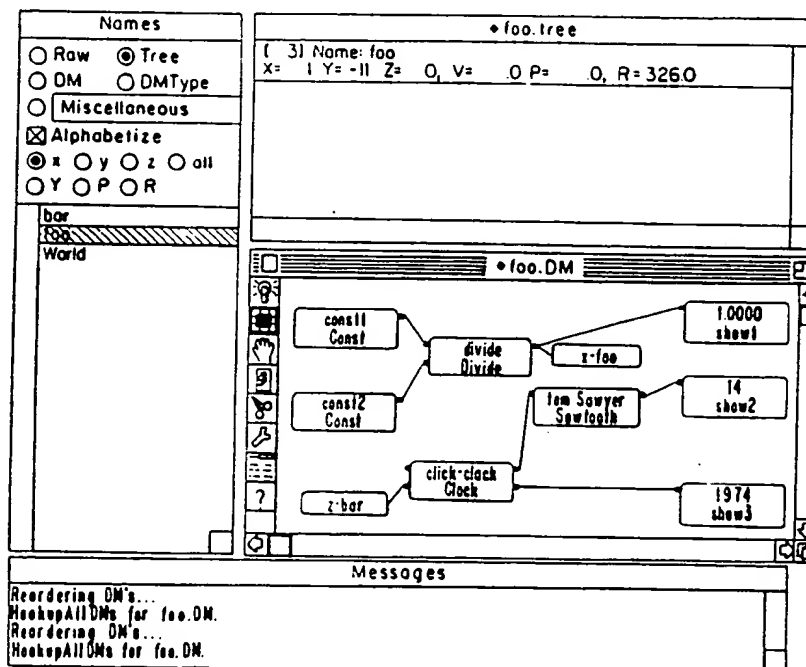 Names
Raw Tree
DM DMType
Miscellaneous
Alphabetize
x y z all
Y P R
bar
foo
World
foo.tree
[ 3] Name: foo
X= 1 Y= -11 Z= 0, V= .0 P= .0, R= 326.0
foo.DM
const1
Const
divide
Divide
1.0000
show1
x-foo
const2
Const
tom Sawyer
Sawtooth
14
show2
click-clack
Clock
z-bar
1974
show3
?
Messages
Reordering DM's...
HookupAllDMs for foo.DM.
Reordering DM's...
HookupAllDMs for foo.DM.